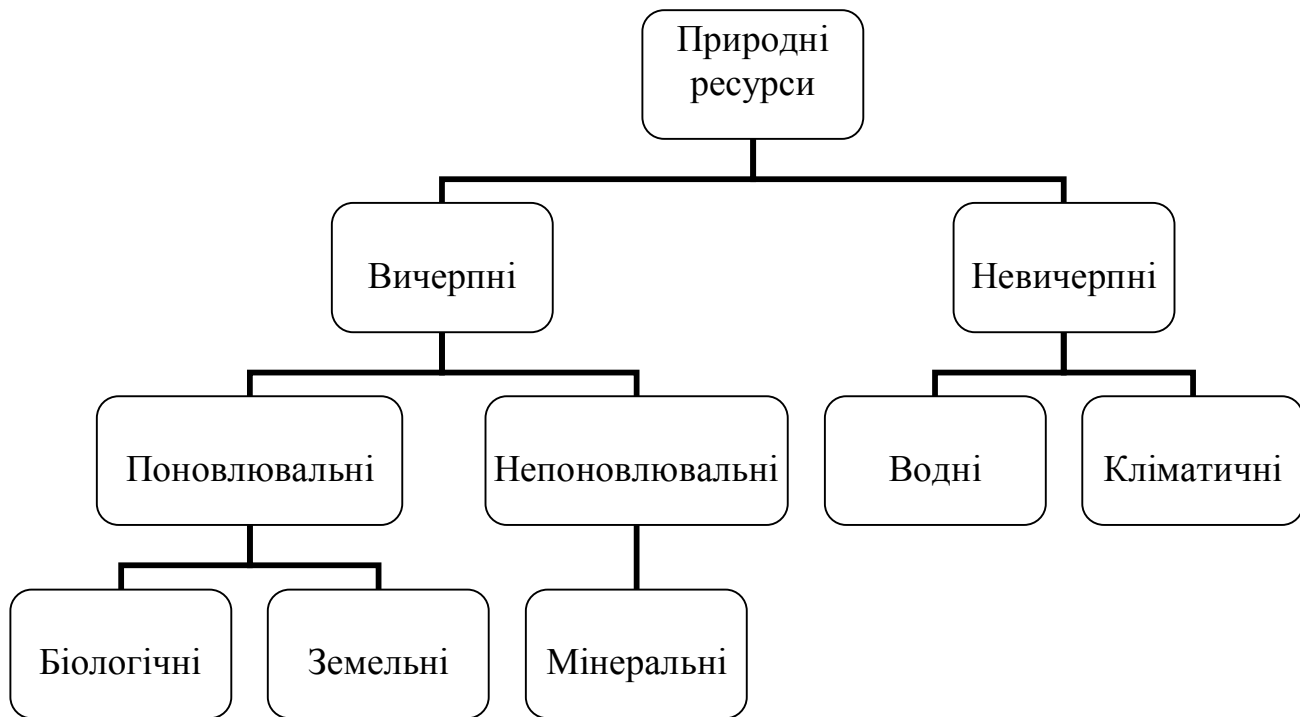 Природні
ресурси
Вичерпні
Невичерпні
Поновлювальні
Непоновлювальні
Водні
Кліматичні
Біологічні
Земельні
Мінеральні